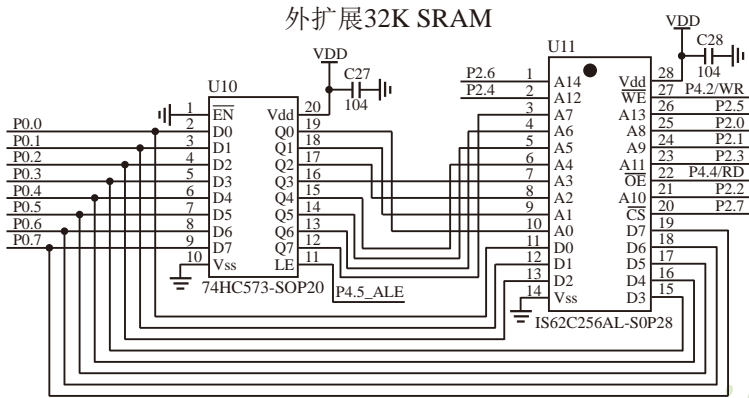 外扩展32K SRAM
U10
VDD
C27
104
U11
VDD
C28
104
P0.0
P0.1
P0.2
P0.3
P0.4
P0.5
P0.6
P0.7
1 EN Vdd 20
2 D0 Q0 19
3 D1 Q1 18
4 D2 Q2 17
5 D3 Q3 16
6 D4 Q4 15
7 D5 Q5 14
8 D6 Q6 13
9 D7 Q7 12
10 Vss LE 11
74HC573-SOP20
P4.5_ALE
P2.6 1 A14 Vdd 28
P2.4 2 A12 WE 27 P4.2/WR
3 A7 A13 26 P2.5
4 A6 A8 25 P2.0
5 A5 A9 24 P2.1
6 A4 A11 23 P2.3
7 A3 OE 22 P4.4/RD
8 A2 A10 21 P2.2
9 A1 CS 20 P2.7
10 A0 D7 19
11 D0 D6 18
12 D1 D5 17
13 D2 D4 16
14 Vss D3 15
IS62C256AL-S0P28